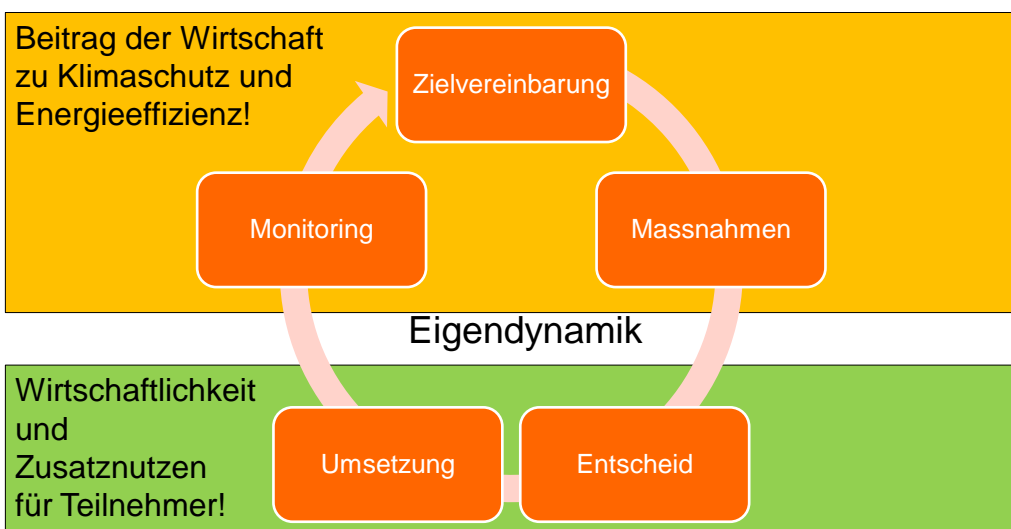 Beitrag der Wirtschaft
zu Klimaschutz und
Energieeffizienz!
Zielvereinbarung
Monitoring
Massnahmen
Eigendynamik
Wirtschaftlichkeit
und
Zusatznutzen
für Teilnehmer!
Umsetzung
Entscheid